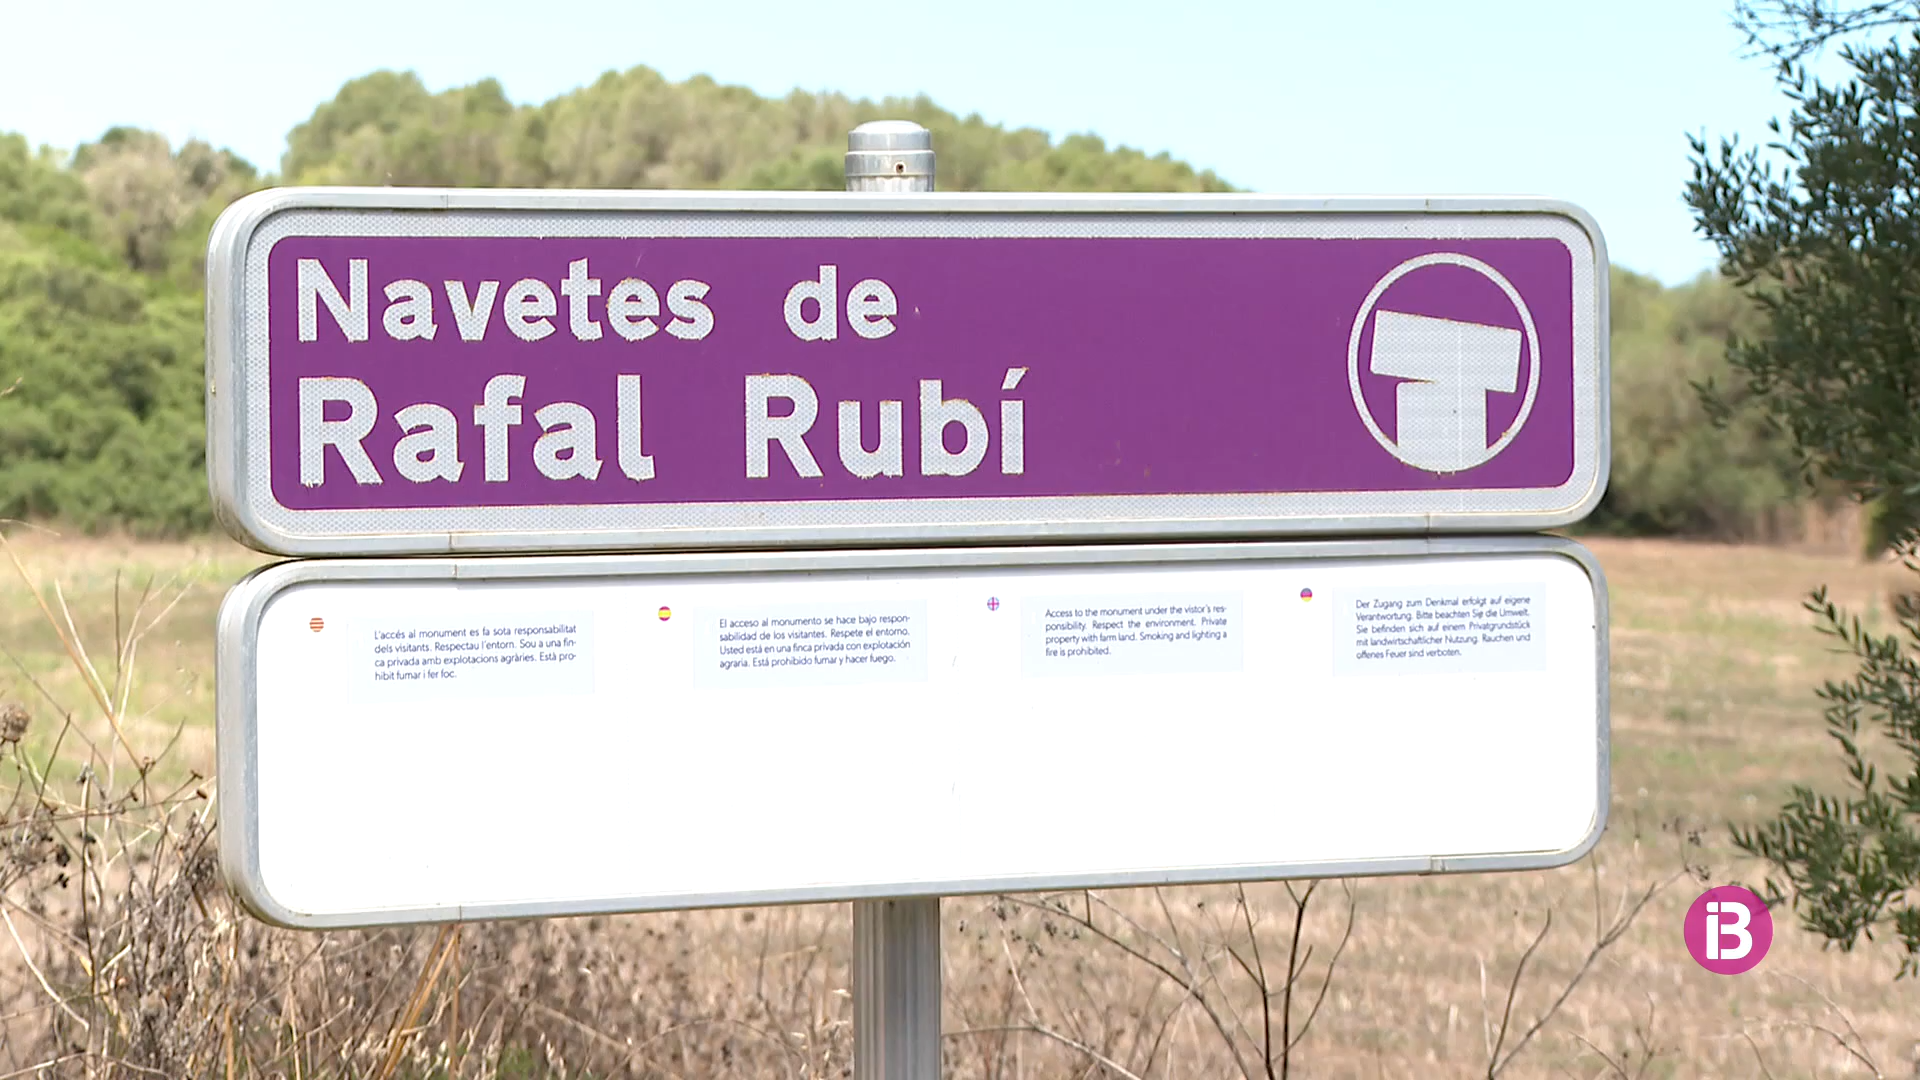 Navetes de
Rafal Rubí
L'accés al monument es fa sota responsabilitat
dels visitants. Respectau l'entorn. Sou a una fin-
ca privada amb explotacions agràries. Està pro-
hibit fumar i fer foc.
El acceso al monumento se hace bajo respon-
sabilidad de los visitantes. Respete el entorno.
Usted está en una finca privada con explotación
agraria. Está prohibido fumar y hacer fuego.
Access to the monument under the vistor's res-
ponsibility. Respect the environment. Private
property with farm land. Smoking and lighting a
fire is prohibited.
Der Zugang zum Denkmal erfolgt auf eigene
Verantwortung. Bitte beachten Sie die Umwelt.
Sie befinden sich auf einem Privatgrundstück
mit landwirtschaftlicher Nutzung. Rauchen und
offenes Feuer sind verboten.
iB